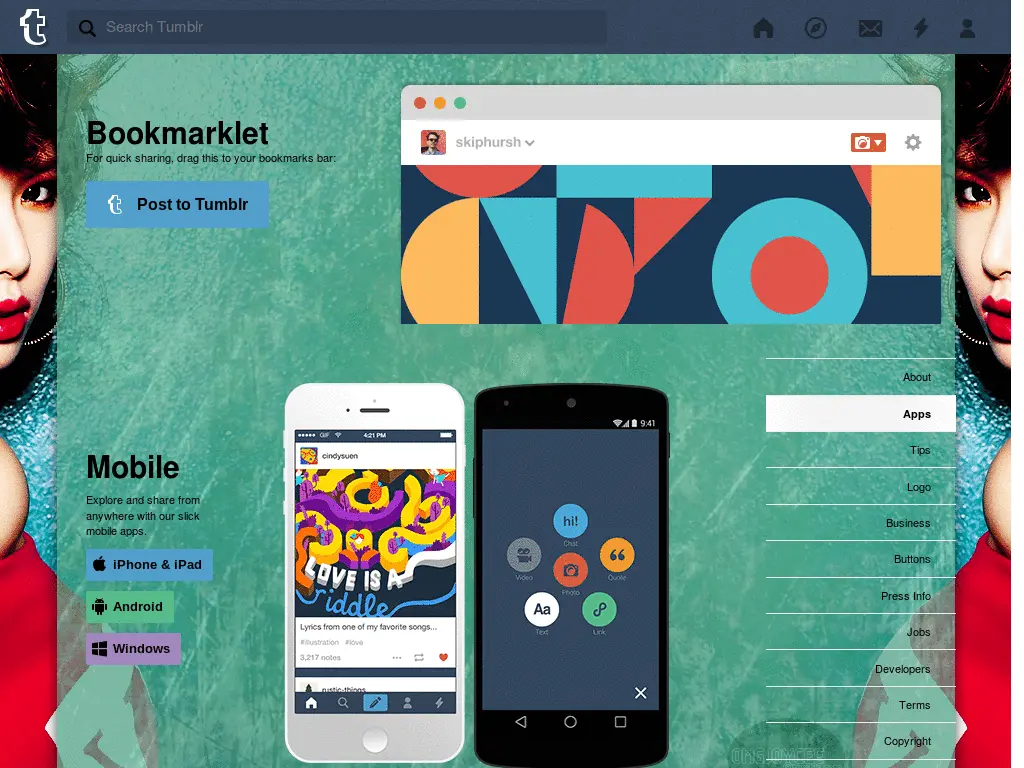 Search Tumblr
Bookmarklet
For quick sharing, drag this to your bookmarks bar:
Post to Tumblr
skiphursh
Mobile
Explore and share from
anywhere with our slick
mobile apps.
iPhone & iPad
Android
Windows
GIF
4:21 PM
cindysuen
LOVE IS A
riddle
Lyrics from one of my favorite songs...
#illustration #love
3,217 notes
rustic-things
9:41
hi!
Chat
Video
Photo
Quote
Aa
Text
Link
About
Apps
Tips
Logo
Business
Buttons
Press Info
Jobs
Developers
Terms
Copyright